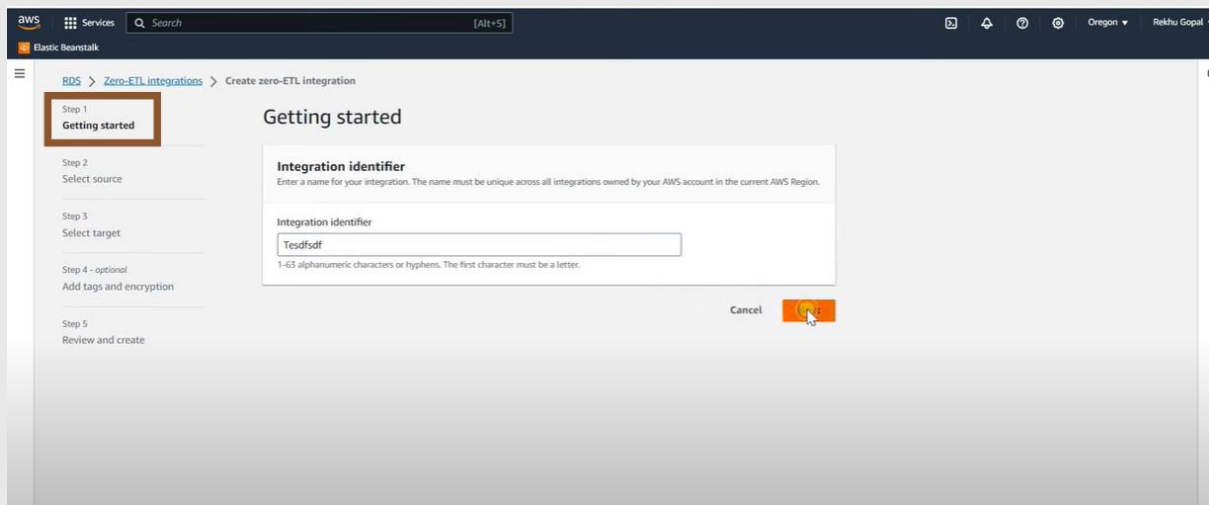 aws Services Search [Alt+S] Oregon Rekhu Gopal
Elastic Beanstalk
RDS > Zero-ETL integrations > Create zero-ETL integration
Step 1
Getting started
Step 2
Select source
Step 3
Select target
Step 4 - optional
Add tags and encryption
Step 5
Review and create
Getting started
Integration identifier
Enter a name for your integration. The name must be unique across all integrations owned by your AWS account in the current AWS Region.
Integration identifier
Tesdfsdf
1-63 alphanumeric characters or hyphens. The first character must be a letter.
Cancel